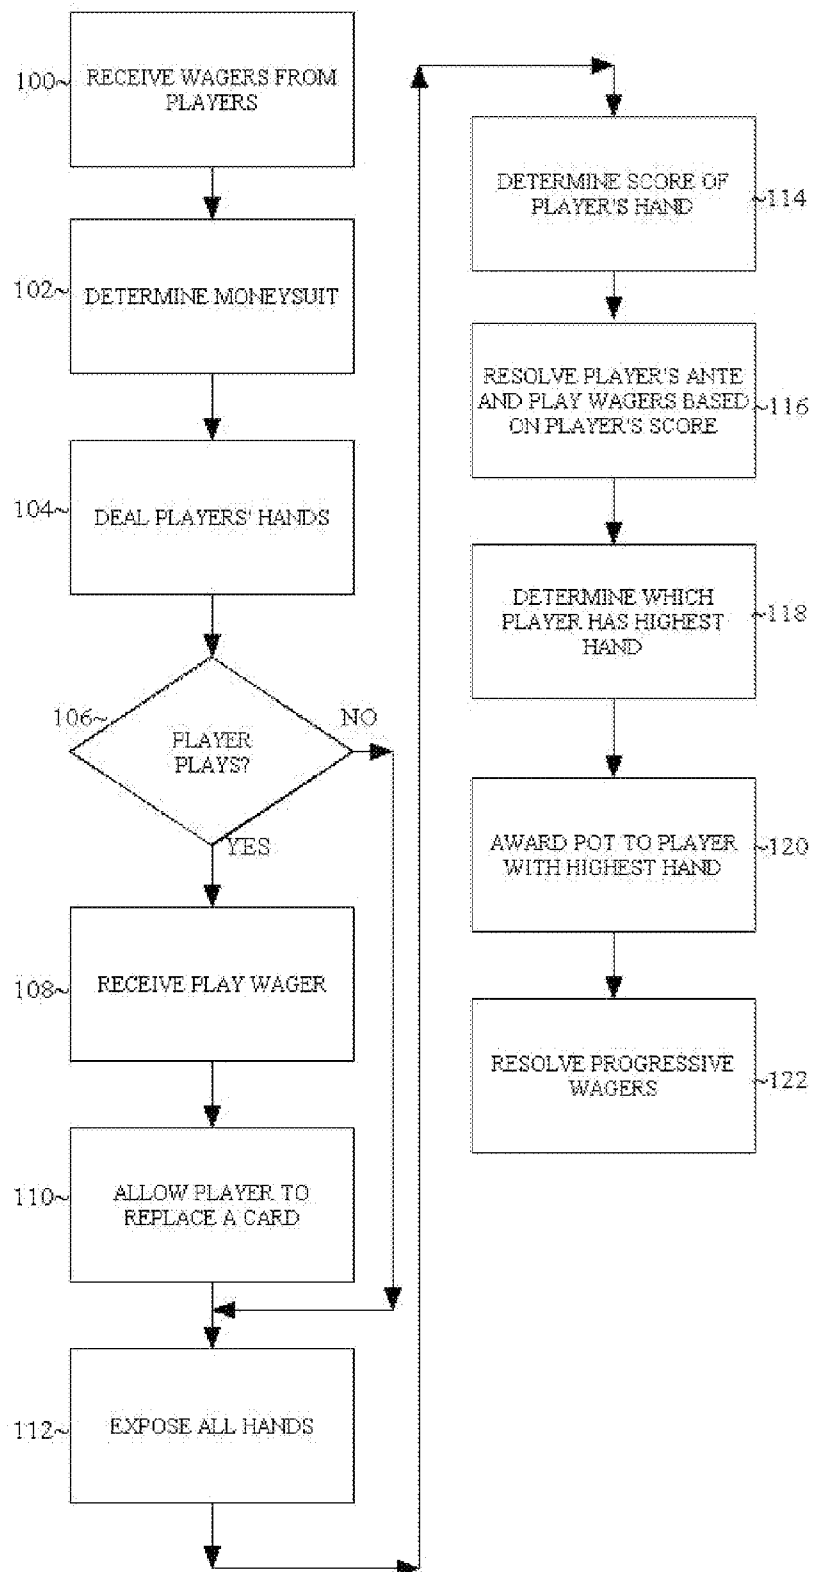 100~
RECEIVE WAGERS FROM
PLAYERS
102~
DETERMINE MONEYSUIT
104~
DEAL PLAYERS' HANDS
106~
PLAYER
PLAYS?
NO
YES
108~
RECEIVE PLAY WAGER
110~
ALLOW PLAYER TO
REPLACE A CARD
112~
EXPOSE ALL HANDS
DETERMINE SCORE OF
PLAYER'S HAND
~114
RESOLVE PLAYER'S ANTE
AND PLAY WAGERS BASED
ON PLAYER'S SCORE
~116
DETERMINE WHICH
PLAYER HAS HIGHEST
HAND
~118
AWARD POT TO PLAYER
WITH HIGHEST HAND
~120
RESOLVE PROGRESSIVE
WAGERS
~122